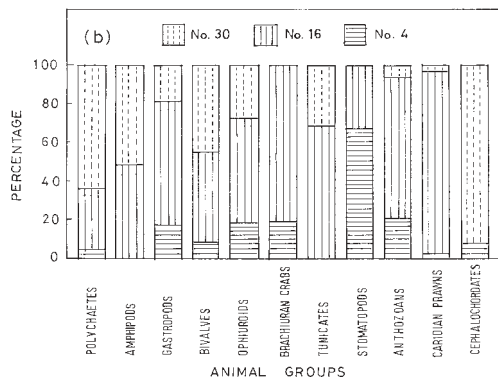 (b) No. 30 No. 16 No. 4
PERCENTAGE
100
80
60
40
20
0
POLYCHAETES
AMPHIPODS
GASTROPODS
BIVALVES
OPHIUROIDS
BRACHIURAN CRABS
TUNICATES
STOMATOPODS
ANTHOZOANS
CARIDIAN PRAWNS
CEPHALOCHORDATES
ANIMAL GROUPS